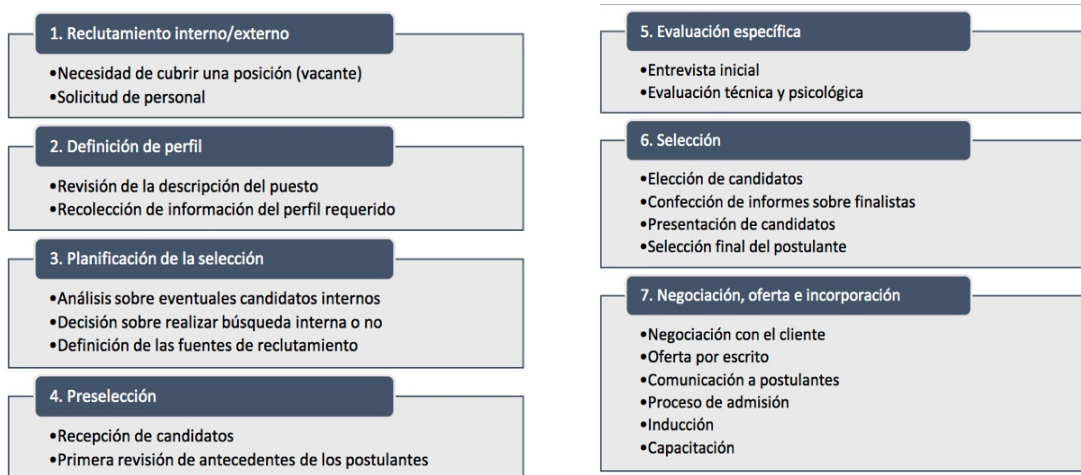 1. Reclutamiento interno/externo
•Necesidad de cubrir una posición (vacante)
•Solicitud de personal
2. Definición de perfil
•Revisión de la descripción del puesto
•Recolección de información del perfil requerido
3. Planificación de la selección
•Análisis sobre eventuales candidatos internos
•Decisión sobre realizar búsqueda interna o no
•Definición de las fuentes de reclutamiento
4. Preselección
•Recepción de candidatos
•Primera revisión de antecedentes de los postulantes
5. Evaluación específica
•Entrevista inicial
•Evaluación técnica y psicológica
6. Selección
•Elección de candidatos
•Confección de informes sobre finalistas
•Presentación de candidatos
•Selección final del postulante
7. Negociación, oferta e incorporación
•Negociación con el cliente
•Oferta por escrito
•Comunicación a postulantes
•Proceso de admisión
•Inducción
•Capacitación